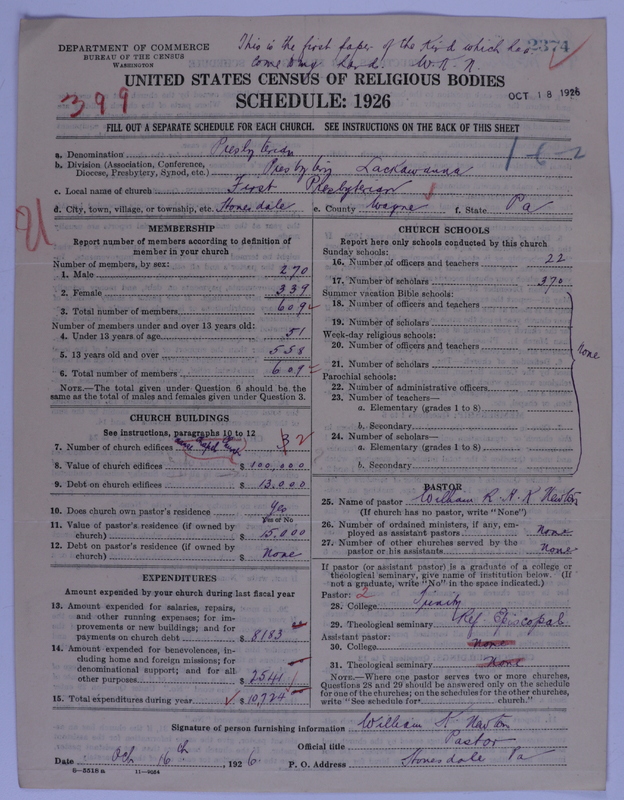 DEPARTMENT OF COMMERCE
BUREAU OF THE CENSUS
WASHINGTON
This is the first paper of the Kind which has
come W. R. N.
2374
UNITED STATES CENSUS OF RELIGIOUS BODIES
SCHEDULE: 1926
399
OCT 18 1926
FILL OUT A SEPARATE SCHEDULE FOR EACH CHURCH. SEE INSTRUCTIONS ON THE BACK OF THIS SHEET
a. Denomination Presbyterian
b. Division (Association, Conference, Diocese, Presbytery, Synod, etc.) Presbytery Lackawanna
c. Local name of church First Presbyterian
d. City, town, village, or township, etc. Honesdale e. County Wayne f. State Pa
MEMBERSHIP
Report number of members according to definition of
member in your church
Number of members, by sex:
1. Male 270
2. Female 339
3. Total number of members 609
Number of members under and over 13 years old:
4. Under 13 years of age 51
5. 13 years old and over 558
6. Total number of members 609
NOTE.—The total given under Question 6 should be the
same as the total of males and females given under Question 3.
CHURCH BUILDINGS
See instructions, paragraphs 10 to 12
7. Number of church edifices 3 2
8. Value of church edifices $ 100,000
9. Debt on church edifices $ 13.000
10. Does church own pastor's residence yes
Yes or No
11. Value of pastor's residence (if owned by
church) $ 15.000
12. Debt on pastor's residence (if owned by
church) $ None
EXPENDITURES
Amount expended by your church during last fiscal year
13. Amount expended for salaries, repairs,
and other running expenses; for im-
provements or new buildings; and for
payments on church debt $ 8183
14. Amount expended for benevolences, in-
cluding home and foreign missions; for
denominational support; and for all
other purposes $ 2541
15. Total expenditures during year $ 10,724
CHURCH SCHOOLS
Report here only schools conducted by this church
Sunday schools:
16. Number of officers and teachers 22
17. Number of scholars 370
Summer vacation Bible schools:
18. Number of officers and teachers
19. Number of scholars
Week-day religious schools:
20. Number of officers and teachers
None
21. Number of scholars
Parochial schools:
22. Number of administrative officers
23. Number of teachers—
a. Elementary (grades 1 to 8)
b. Secondary
24. Number of scholars—
a. Elementary (grades 1 to 8)
b. Secondary
PASTOR
25. Name of pastor William R. H. K Newton
(If church has no pastor, write "None")
26. Number of ordained ministers, if any, em-
ployed as assistant pastors None
27. Number of other churches served by the
pastor or his assistants None
If pastor (or assistant pastor) is a graduate of a college or
theological seminary, give name of institution below. (If
not a graduate, write "No" in the space indicated.)
Pastor: 2
28. College Trinity
29. Theological seminary Ref. Episcopal
Assistant pastor:
30. College None
31. Theological seminary None
NOTE.—Where one pastor serves two or more churches,
Questions 28 and 29 should be answered only on the schedule
for one of the churches; on the schedules for the other churches,
write "See schedule for church."
Signature of person furnishing information William K Newton
Official title Pastor
Date Oct 16th, 1926. P. O. Address Honesdale Pa
8—5518 a 11—9034